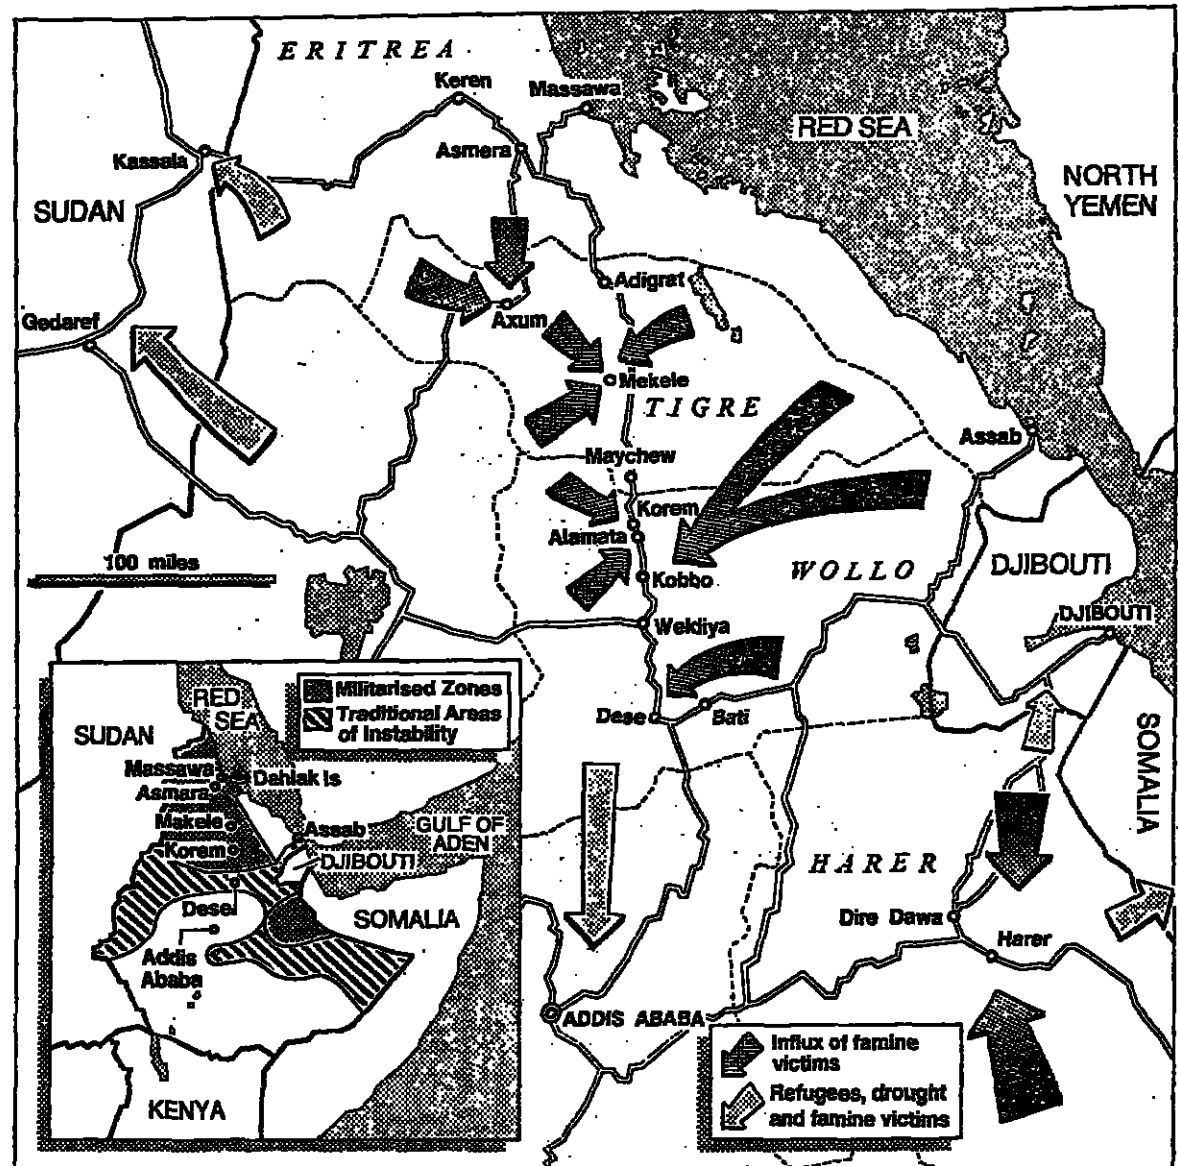 ERITREA
Keren
Massawa
RED SEA
Kassala
Asmera
NORTH
YEMEN
SUDAN
Adigrat
Gedaref
Axum
Mekele
TIGRE
Assab
Maychew
Korem
Alamata
100 miles
Kobbo
WOLLO
DJIBOUTI
DJIBOUTI
Wekliya
Dese
Bati
SOMALIA
HARER
Dire Dawa
Harer
ADDIS ABABA
Influx of famine
victims
Refugees, drought
and famine victims
Militarised Zones
Traditional Areas
of Instability
RED
SEA
SUDAN
Massawa
Dahlak Is
Asmara
Makele
Assab
GULF OF
ADEN
Korem
DJIBOUTI
Dese
SOMALIA
Addis
Ababa
KENYA